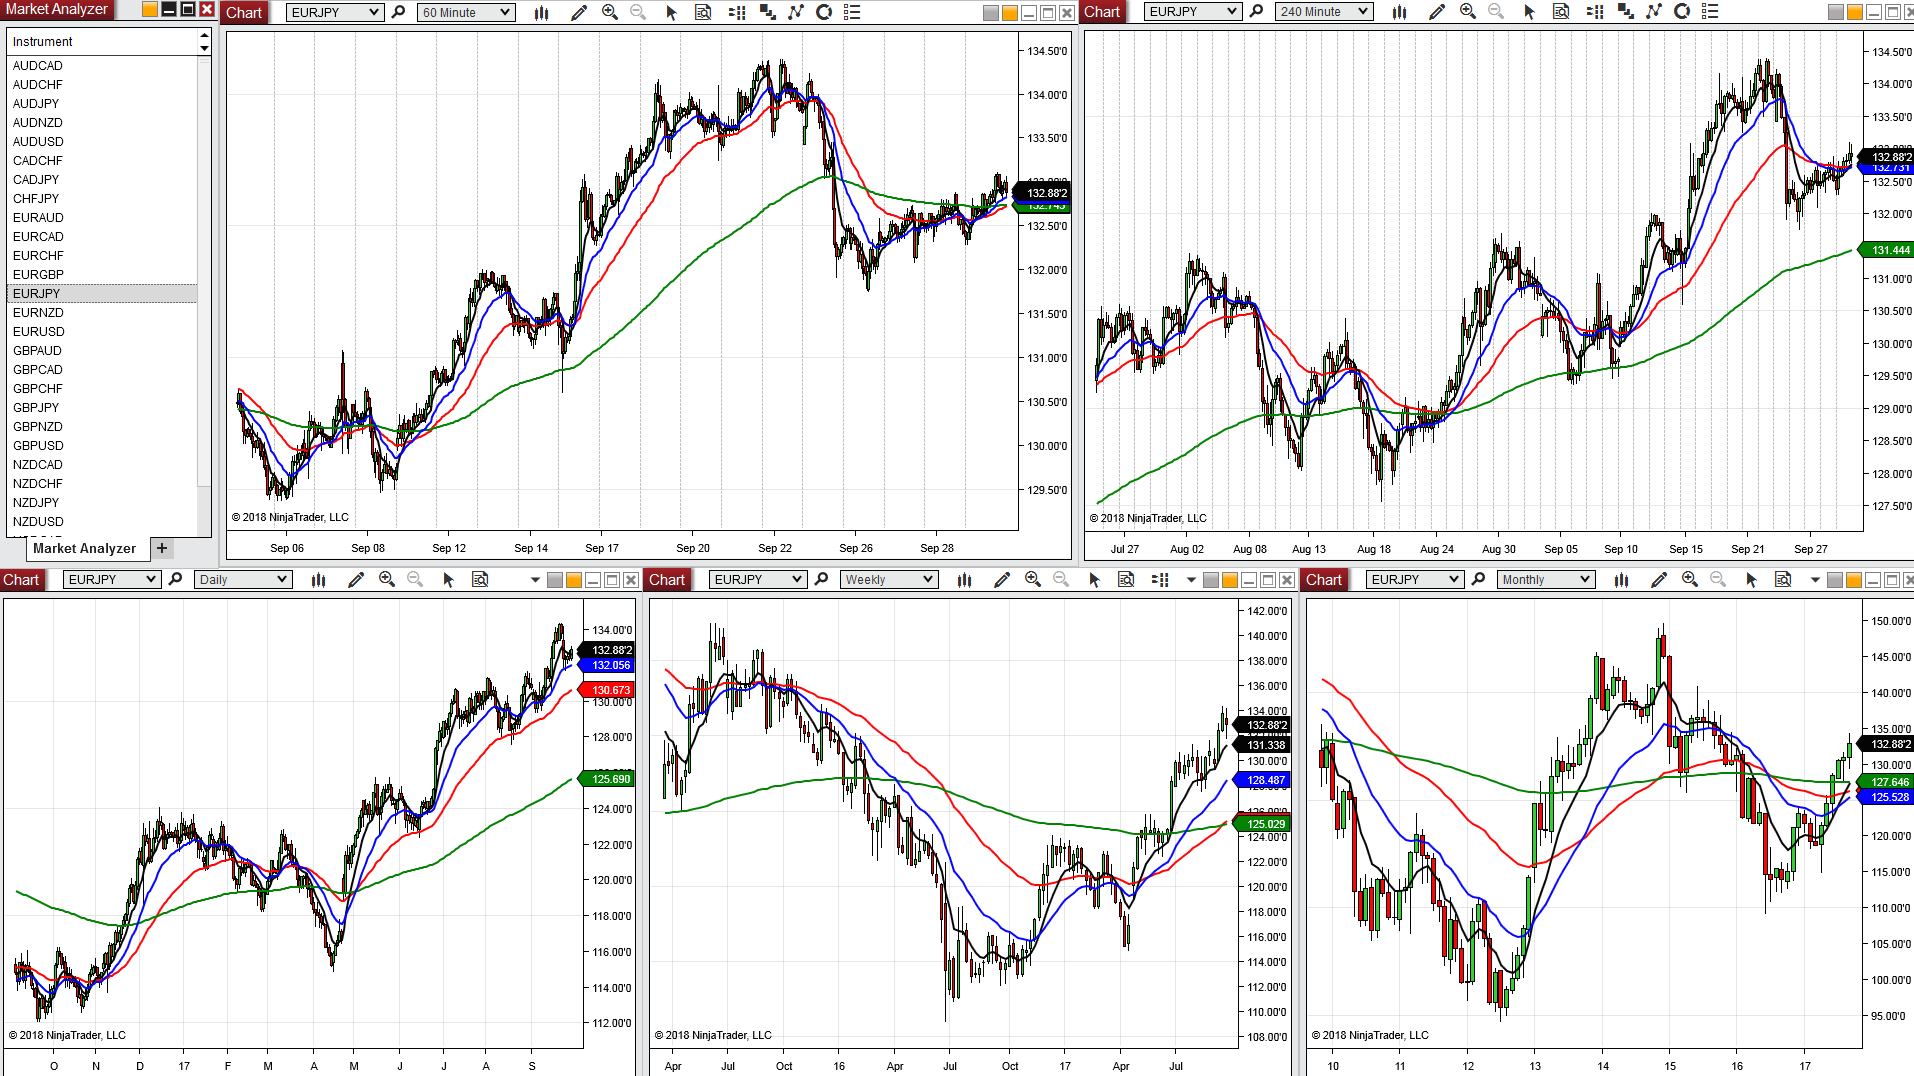 Market Analyzer
Instrument
AUDCAD
AUDCHF
AUDJPY
AUDNZD
AUDUSD
CADCHF
CADJPY
CHFJPY
EURAUD
EURCAD
EURCHF
EURGBP
EURJPY
EURNZD
EURUSD
GBPAUD
GBPCAD
GBPCHF
GBPJPY
GBPNZD
GBPUSD
NZDCAD
NZDCHF
NZDJPY
NZDUSD
Market Analyzer +
Chart EURJPY 60 Minute
134.50'0
134.00'0
133.50'0
132.88'2
132.50'0
132.00'0
131.50'0
131.00'0
130.50'0
130.00'0
129.50'0
© 2018 NinjaTrader, LLC
Sep 06 Sep 08 Sep 12 Sep 14 Sep 17 Sep 20 Sep 22 Sep 26 Sep 28
Chart EURJPY 240 Minute
134.50'0
134.00'0
133.50'0
132.88'2
132.731
132.50'0
132.00'0
131.444
131.00'0
130.50'0
130.00'0
129.50'0
129.00'0
128.50'0
128.00'0
127.50'0
© 2018 NinjaTrader, LLC
Jul 27 Aug 02 Aug 08 Aug 13 Aug 18 Aug 24 Aug 30 Sep 05 Sep 10 Sep 15 Sep 21 Sep 27
Chart EURJPY Daily
134.00'0
132.88'2
132.056
130.673
130.00'0
128.00'0
125.690
124.00'0
122.00'0
120.00'0
118.00'0
116.00'0
114.00'0
112.00'0
© 2018 NinjaTrader, LLC
O N D 17 F M A M J J A S
Chart EURJPY Weekly
142.00'0
140.00'0
138.00'0
136.00'0
134.00'0
132.88'2
131.338
130.00'0
128.487
125.029
124.00'0
122.00'0
120.00'0
118.00'0
116.00'0
114.00'0
112.00'0
110.00'0
108.00'0
© 2018 NinjaTrader, LLC
Apr Jul Oct 16 Apr Jul Oct 17 Apr Jul
Chart EURJPY Monthly
150.00'0
145.00'0
140.00'0
135.00'0
132.88'2
130.00'0
127.646
125.528
120.00'0
115.00'0
110.00'0
105.00'0
100.00'0
95.00'0
© 2018 NinjaTrader, LLC
10 11 12 13 14 15 16 17